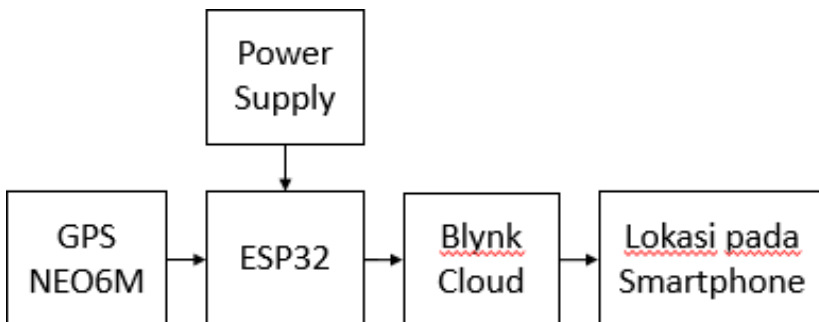 Power
Supply
GPS
NEO6M
ESP32
Blynk
Cloud
Lokasi pada
Smartphone